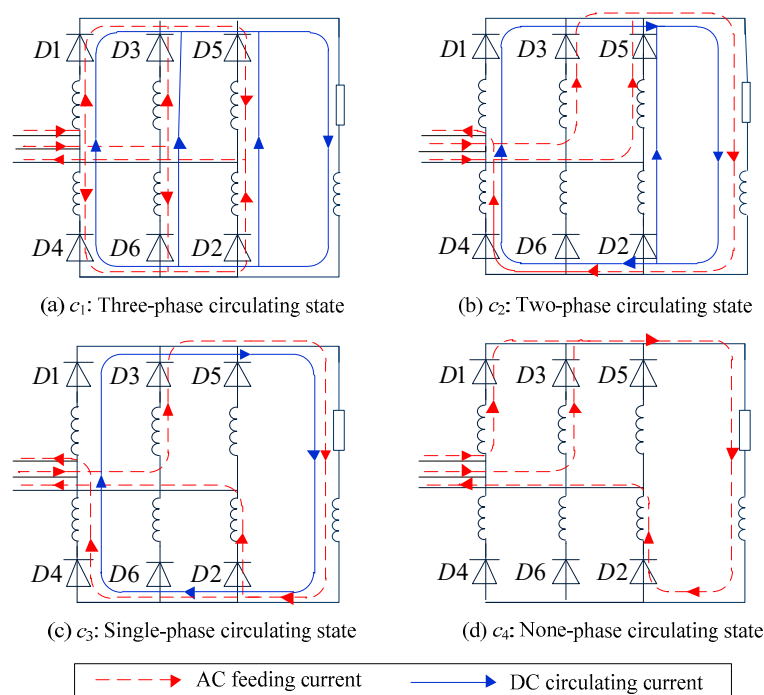 D1 D3 D5
D4 D6 D2
(a) c1: Three-phase circulating state
D1 D3 D5
D4 D6 D2
(b) c2: Two-phase circulating state
D1 D3 D5
D4 D6 D2
(c) c3: Single-phase circulating state
D1 D3 D5
D4 D6 D2
(d) c4: None-phase circulating state
AC feeding current DC circulating current